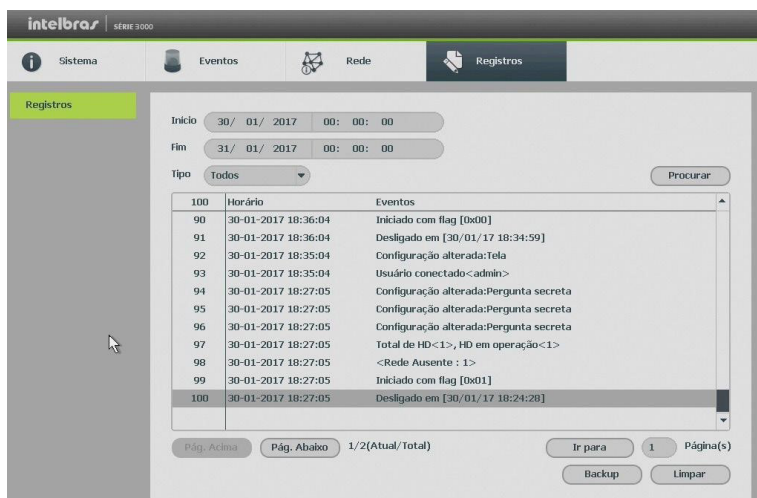 intelbras | SÉRIE 3000
Sistema Eventos Rede Registros
Registros
Início 30/ 01/ 2017 00: 00: 00
Fim 31/ 01/ 2017 00: 00: 00
Tipo Todos Procurar
100 Horário Eventos
90 30-01-2017 18:36:04 Iniciado com flag [0x00]
91 30-01-2017 18:36:04 Desligado em [30/01/17 18:34:59]
92 30-01-2017 18:35:04 Configuração alterada:Tela
93 30-01-2017 18:35:04 Usuário conectado<admin>
94 30-01-2017 18:27:05 Configuração alterada:Pergunta secreta
95 30-01-2017 18:27:05 Configuração alterada:Pergunta secreta
96 30-01-2017 18:27:05 Configuração alterada:Pergunta secreta
97 30-01-2017 18:27:05 Total de HD<1>, HD em operação<1>
98 30-01-2017 18:27:05 <Rede Ausente : 1>
99 30-01-2017 18:27:05 Iniciado com flag [0x01]
100 30-01-2017 18:27:05 Desligado em [30/01/17 18:24:28]
Pág. Acima Pág. Abaixo 1/2(Atual/Total) Ir para 1 Página(s)
Backup Limpar